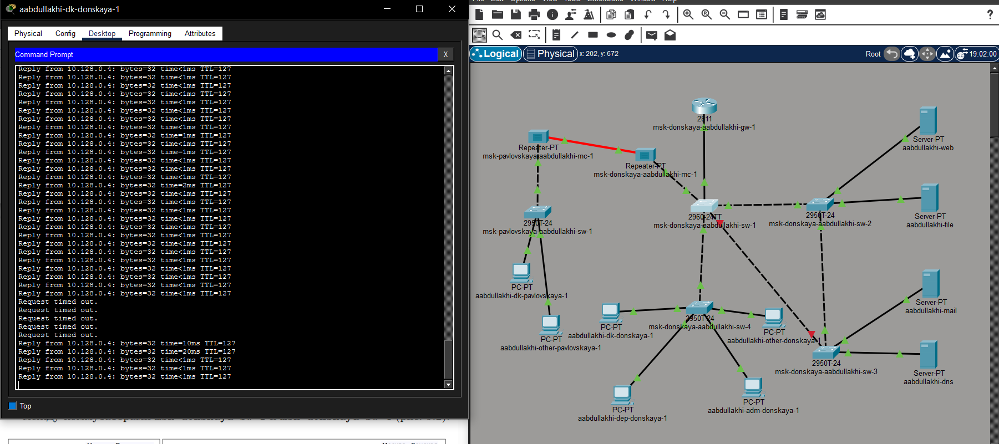 aabdullakhi-dk-donskaya-1
Physical Config Desktop Programming Attributes
Command Prompt
X
Reply from 10.128.0.4: bytes=32 time<1ms TTL=127
Reply from 10.128.0.4: bytes=32 time<1ms TTL=127
Reply from 10.128.0.4: bytes=32 time<1ms TTL=127
Reply from 10.128.0.4: bytes=32 time<1ms TTL=127
Reply from 10.128.0.4: bytes=32 time<1ms TTL=127
Reply from 10.128.0.4: bytes=32 time<1ms TTL=127
Reply from 10.128.0.4: bytes=32 time<1ms TTL=127
Reply from 10.128.0.4: bytes=32 time<1ms TTL=127
Reply from 10.128.0.4: bytes=32 time=1ms TTL=127
Reply from 10.128.0.4: bytes=32 time<1ms TTL=127
Reply from 10.128.0.4: bytes=32 time<1ms TTL=127
Reply from 10.128.0.4: bytes=32 time<1ms TTL=127
Reply from 10.128.0.4: bytes=32 time<1ms TTL=127
Reply from 10.128.0.4: bytes=32 time<1ms TTL=127
Reply from 10.128.0.4: bytes=32 time=2ms TTL=127
Reply from 10.128.0.4: bytes=32 time<1ms TTL=127
Reply from 10.128.0.4: bytes=32 time<1ms TTL=127
Reply from 10.128.0.4: bytes=32 time<1ms TTL=127
Reply from 10.128.0.4: bytes=32 time<1ms TTL=127
Reply from 10.128.0.4: bytes=32 time<1ms TTL=127
Reply from 10.128.0.4: bytes=32 time<1ms TTL=127
Reply from 10.128.0.4: bytes=32 time<1ms TTL=127
Reply from 10.128.0.4: bytes=32 time<1ms TTL=127
Reply from 10.128.0.4: bytes=32 time<1ms TTL=127
Reply from 10.128.0.4: bytes=32 time<1ms TTL=127
Reply from 10.128.0.4: bytes=32 time<1ms TTL=127
Reply from 10.128.0.4: bytes=32 time<1ms TTL=127
Reply from 10.128.0.4: bytes=32 time<1ms TTL=127
Request timed out.
Request timed out.
Request timed out.
Request timed out.
Request timed out.
Reply from 10.128.0.4: bytes=32 time=10ms TTL=127
Reply from 10.128.0.4: bytes=32 time=20ms TTL=127
Reply from 10.128.0.4: bytes=32 time<1ms TTL=127
Reply from 10.128.0.4: bytes=32 time<1ms TTL=127
Reply from 10.128.0.4: bytes=32 time<1ms TTL=127
Top
Logical Physical x: 202, y: 672 Root 19:02:00
2811
msk-donskaya-aabdullakhi-gw-1
Repeater-PT
msk-pavlovskaya-aabdullakhi-mc-1
Repeater-PT
msk-donskaya-aabdullakhi-mc-1
Server-PT
aabdullakhi-web
2950T-24
msk-pavlovskaya-aabdullakhi-sw-1
2960-24TT
msk-donskaya-aabdullakhi-sw-1
2950T-24
msk-donskaya-aabdullakhi-sw-2
Server-PT
aabdullakhi-file
PC-PT
aabdullakhi-dk-pavlovskaya-1
PC-PT
aabdullakhi-other-pavlovskaya-1
PC-PT
aabdullakhi-dk-donskaya-1
2950T-24
msk-donskaya-aabdullakhi-sw-4
PC-PT
aabdullakhi-other-donskaya-1
Server-PT
aabdullakhi-mail
2950T-24
msk-donskaya-aabdullakhi-sw-3
Server-PT
aabdullakhi-dns
PC-PT
aabdullakhi-dep-donskaya-1
PC-PT
aabdullakhi-adm-donskaya-1